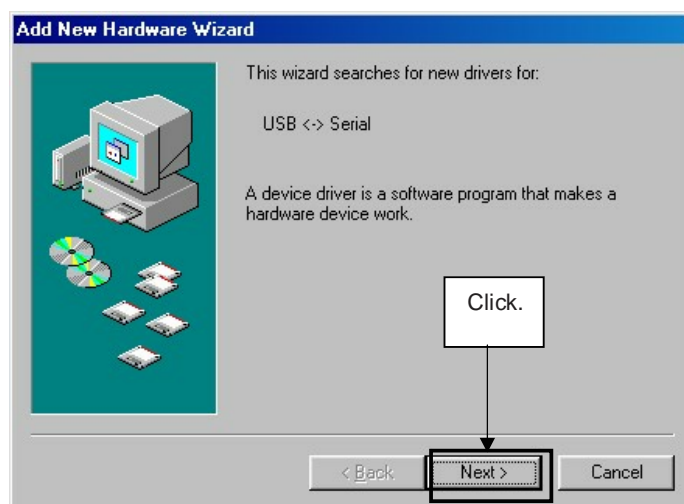 Add New Hardware Wizard
This wizard searches for new drivers for:
USB <-> Serial
A device driver is a software program that makes a
hardware device work.
Click.
< Back
Next >
Cancel